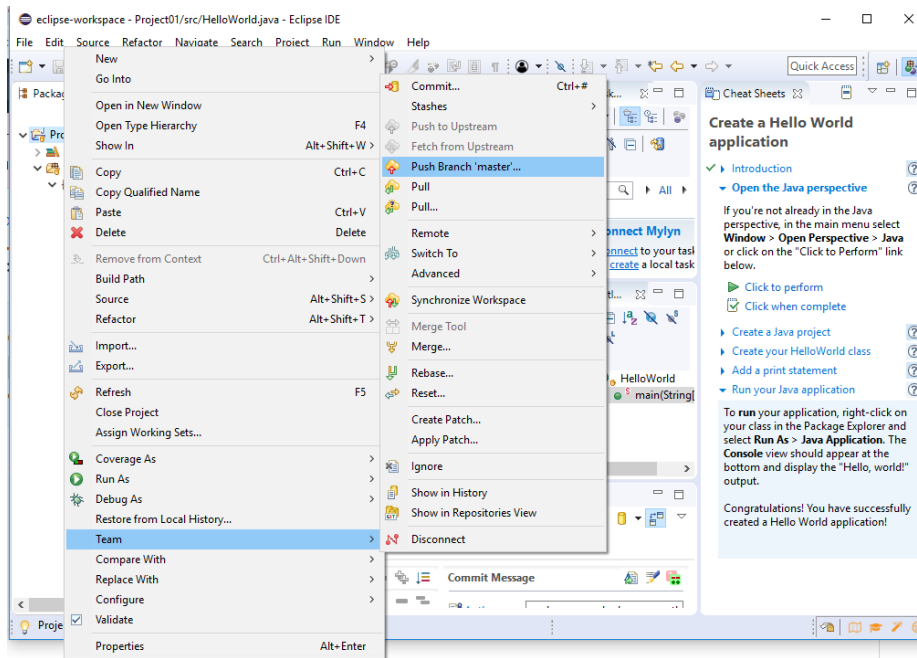 eclipse-workspace - Project01/src/HelloWorld.java - Eclipse IDE
File Edit Source Refactor Navigate Search Project Run Window Help
Quick Access
New
Go Into
Open in New Window
Open Type Hierarchy F4
Show In Alt+Shift+W >
Copy Ctrl+C
Copy Qualified Name
Paste Ctrl+V
Delete Delete
Remove from Context Ctrl+Alt+Shift+Down
Build Path
Source Alt+Shift+S >
Refactor Alt+Shift+T >
Import...
Export...
Refresh F5
Close Project
Assign Working Sets...
Coverage As
Run As
Debug As
Restore from Local History...
Team
Compare With
Replace With
Configure
Validate
Properties Alt+Enter
Commit... Ctrl+#
Stashes
Push to Upstream
Fetch from Upstream
Push Branch 'master'...
Pull
Pull...
Remote
Switch To
Advanced
Synchronize Workspace
Merge Tool
Merge...
Rebase...
Reset...
Create Patch...
Apply Patch...
Ignore
Show in History
Show in Repositories View
Disconnect
All
onnect Mylyn
onnect to your task
create a local task
HelloWorld
main(String[
Commit Message
Cheat Sheets
Create a Hello World
application
Introduction
Open the Java perspective
If you're not already in the Java
perspective, in the main menu select
Window > Open Perspective > Java
or click on the "Click to Perform" link
below.
Click to perform
Click when complete
Create a Java project
Create your HelloWorld class
Add a print statement
Run your Java application
To run your application, right-click on
your class in the Package Explorer and
select Run As > Java Application. The
Console view should appear at the
bottom and display the "Hello, world!"
output.
Congratulations! You have successfully
created a Hello World application!
Packa
Pro
Proje